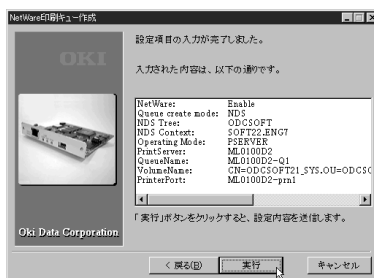 NetWare印刷キュー作成
OKI
設定項目の入力が完了しました。
入力された内容は、以下の通りです。
NetWare: Enable
Queue create mode: NDS
NDS Tree: ODCSOFT
NDS Context: SOFT22.ENG7
Operating Mode: PSERVER
PrintServer: ML0100D2
QueueName: ML0100D2-Q1
VolumeName: CN=ODCSOFT21_SYS.OU=ODCSO
PrinterPort: ML0100D2-prn1
「実行」ボタンをクリックすると、設定内容を送信します。
Oki Data Corporation
< 戻る(B)
実行
キャンセル